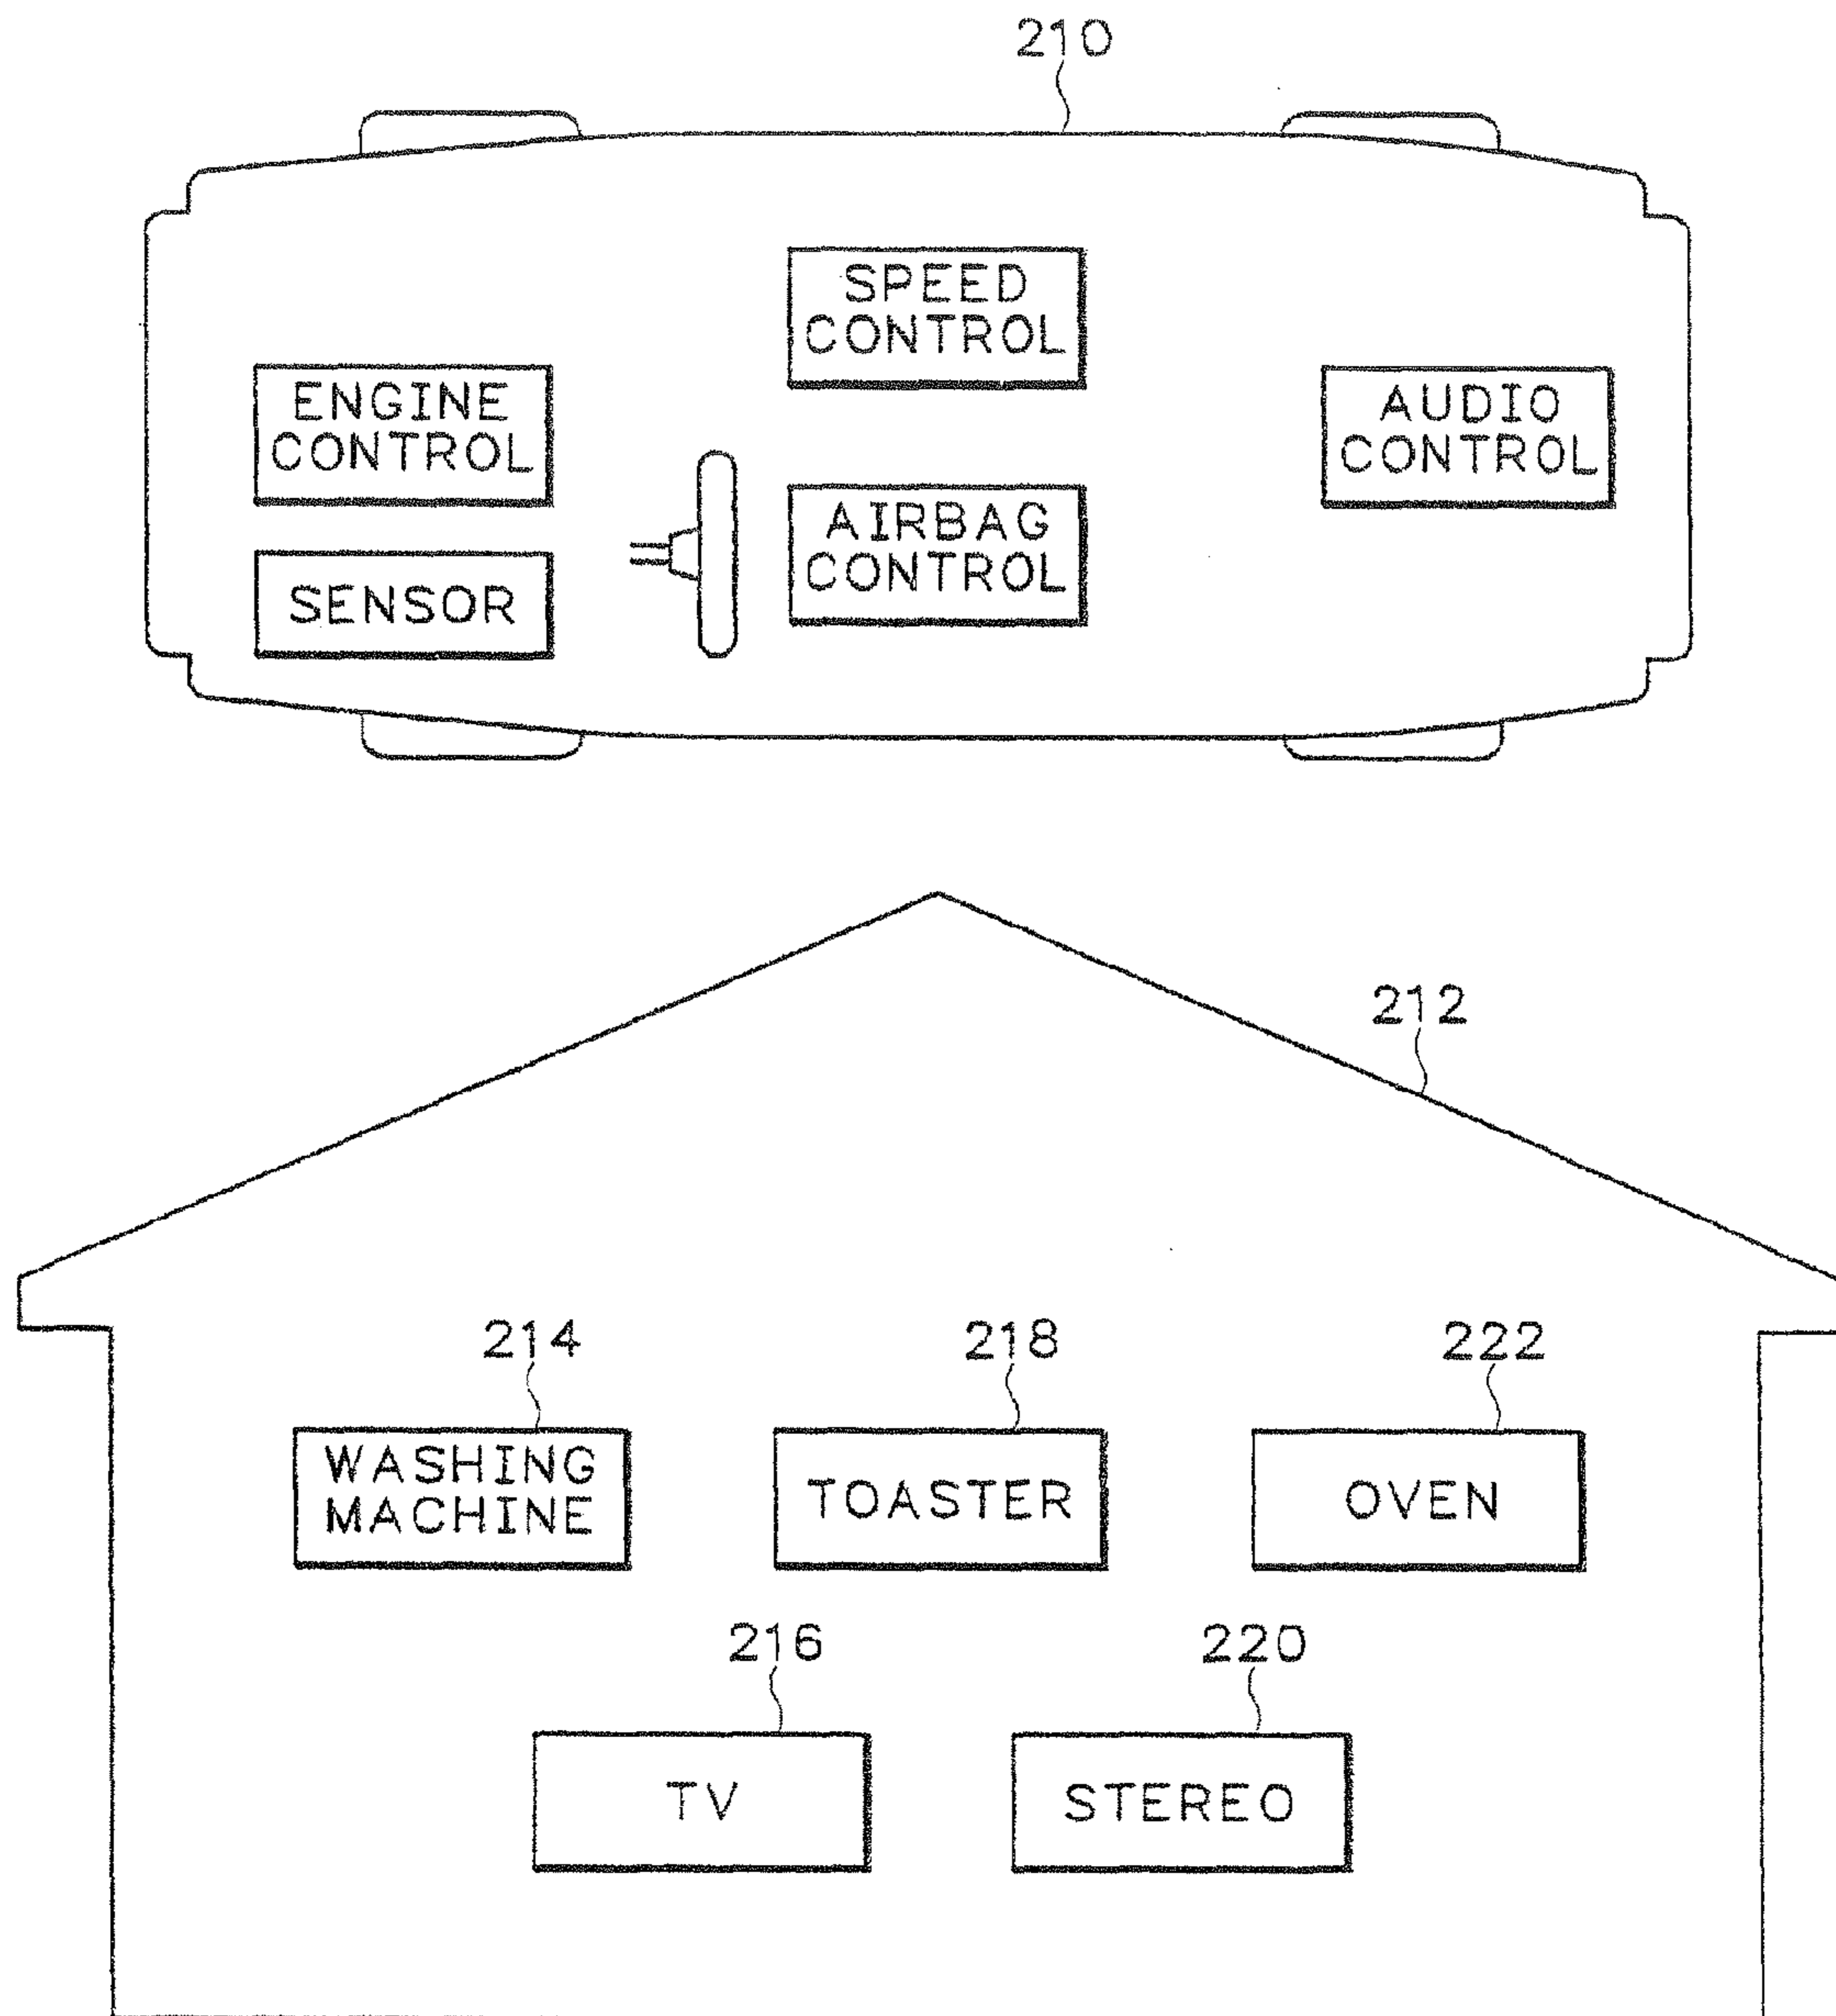 210
SPEED
CONTROL
ENGINE
CONTROL
AUDIO
CONTROL
AIRBAG
CONTROL
SENSOR
212
214
218
222
WASHING
MACHINE
TOASTER
OVEN
216
220
TV
STEREO